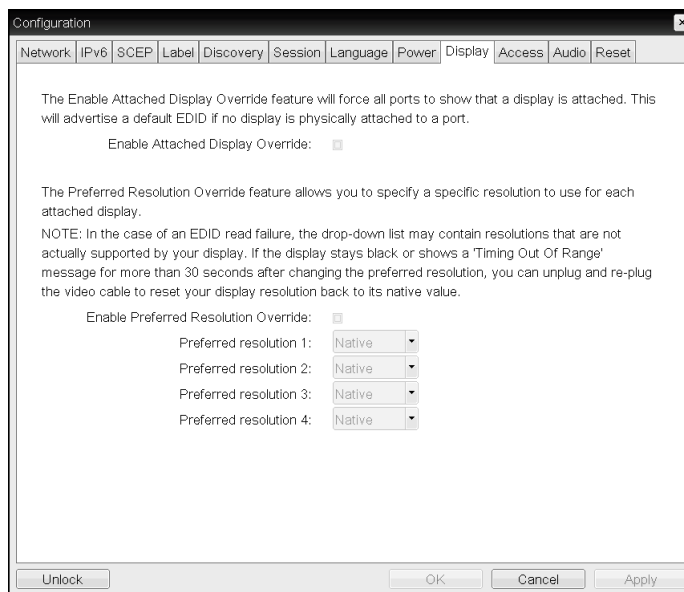 Configuration
Network IPv6 SCEP Label Discovery Session Language Power Display Access Audio Reset
The Enable Attached Display Override feature will force all ports to show that a display is attached. This
will advertise a default EDID if no display is physically attached to a port.
Enable Attached Display Override:
The Preferred Resolution Override feature allows you to specify a specific resolution to use for each
attached display.
NOTE: In the case of an EDID read failure, the drop-down list may contain resolutions that are not
actually supported by your display. If the display stays black or shows a 'Timing Out Of Range'
message for more than 30 seconds after changing the preferred resolution, you can unplug and re-plug
the video cable to reset your display resolution back to its native value.
Enable Preferred Resolution Override:
Preferred resolution 1: Native
Preferred resolution 2: Native
Preferred resolution 3: Native
Preferred resolution 4: Native
Unlock OK Cancel Apply